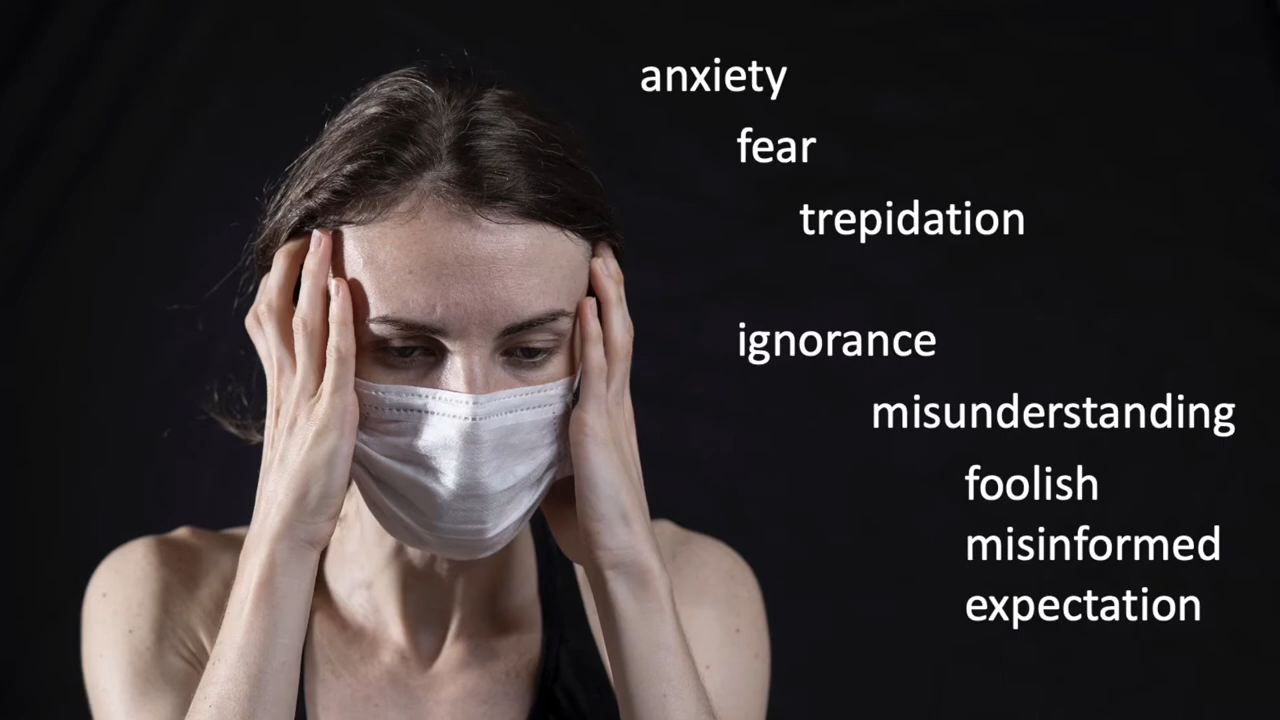 anxiety
fear
trepidation
ignorance
misunderstanding
foolish
misinformed
expectation